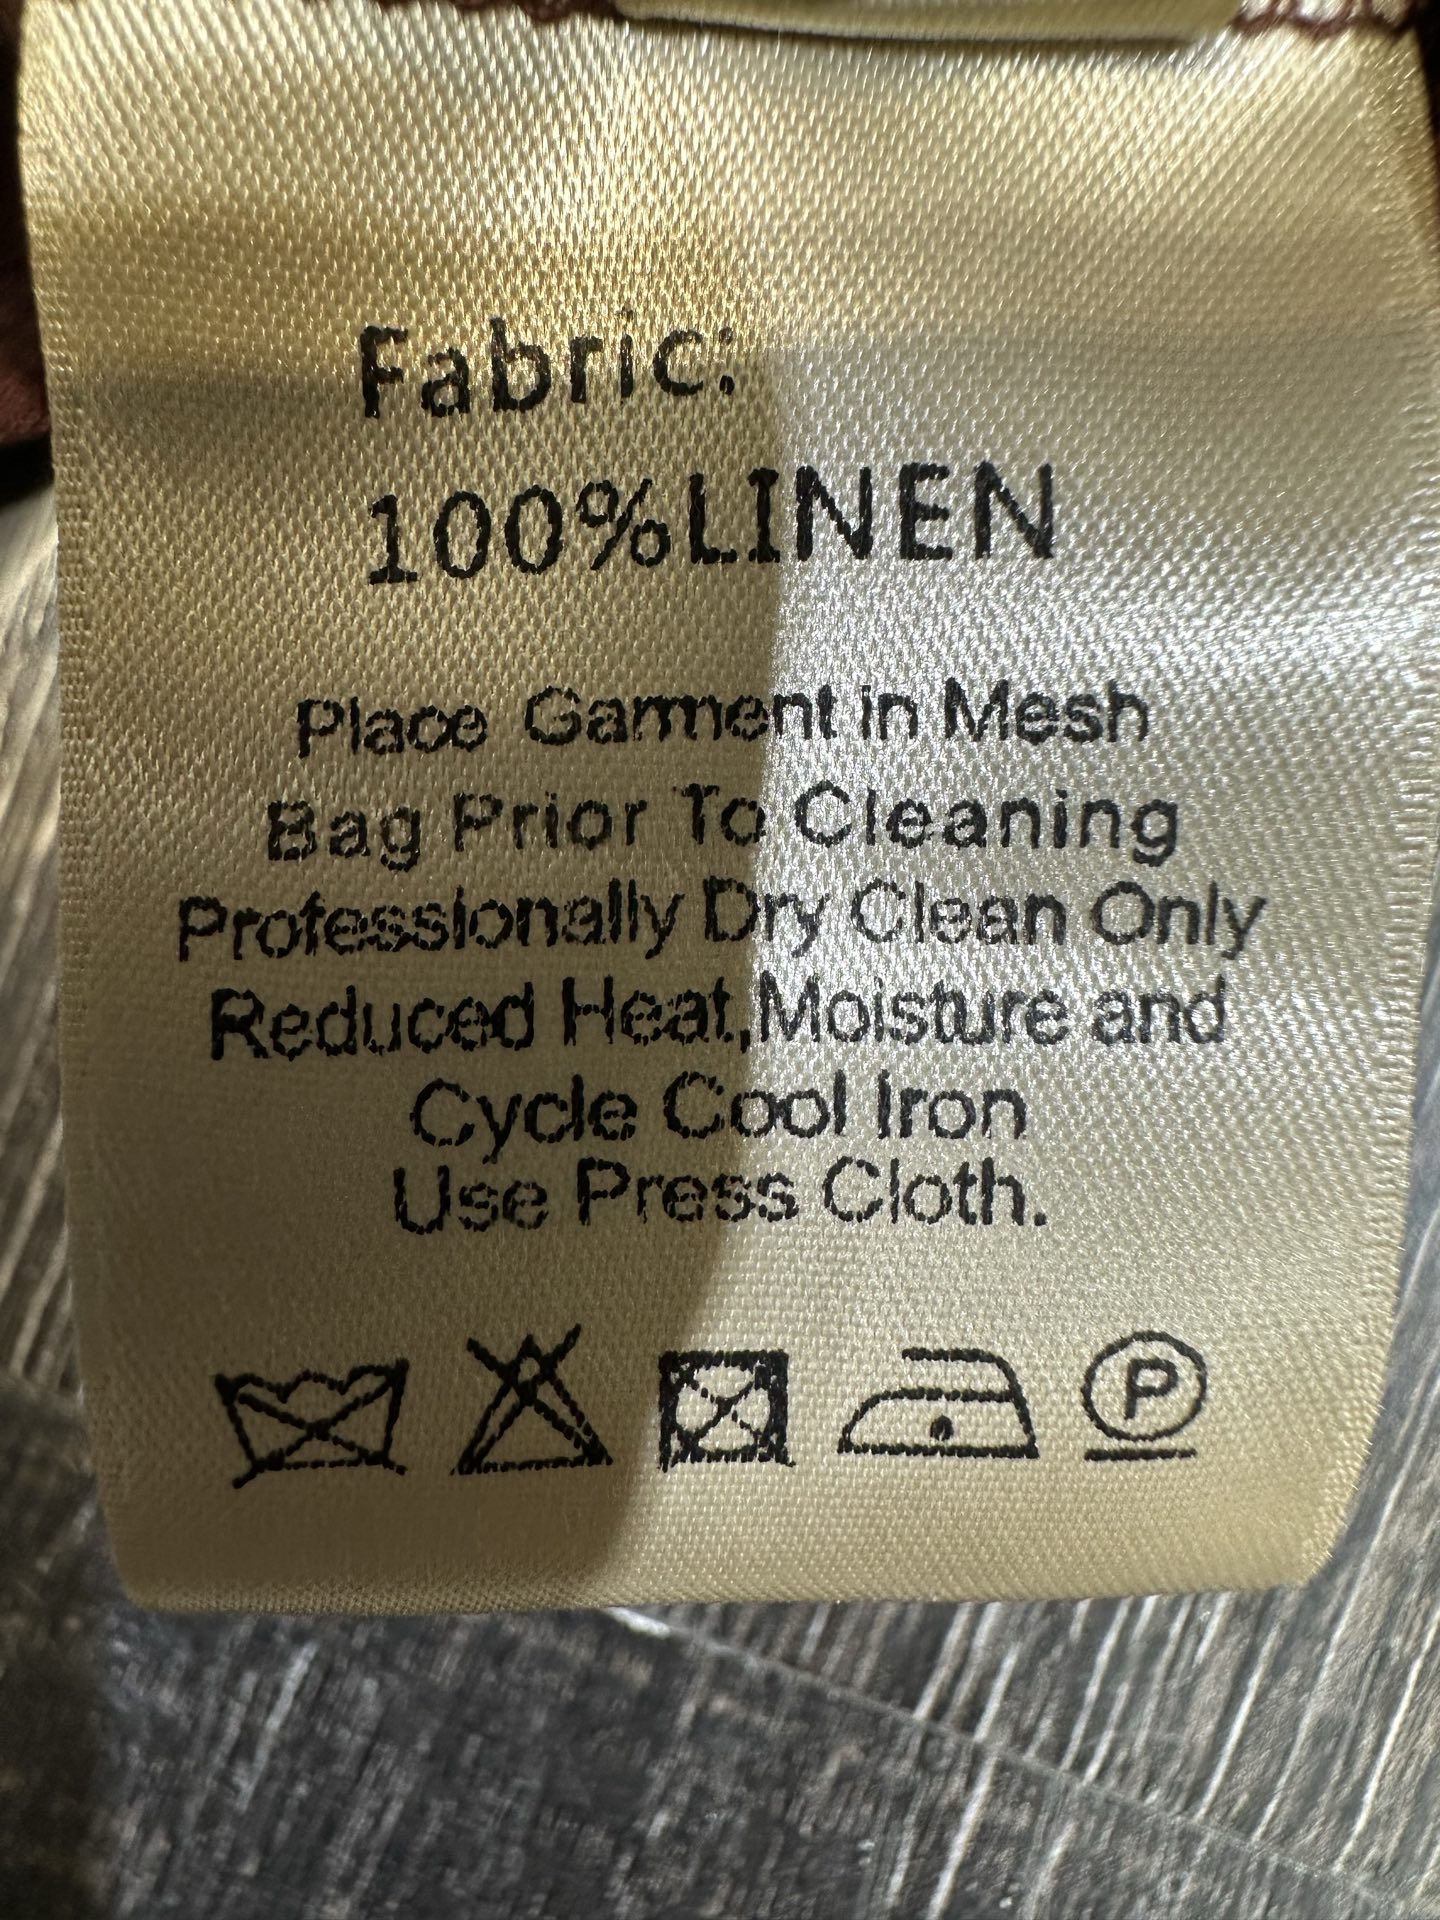 Fabric:
100%LINEN
Place Garment in Mesh
Bag Prior To Cleaning
Professionally Dry Clean Only
Reduced Heat,Moisture and
Cycle Cool Iron
Use Press Cloth.
P